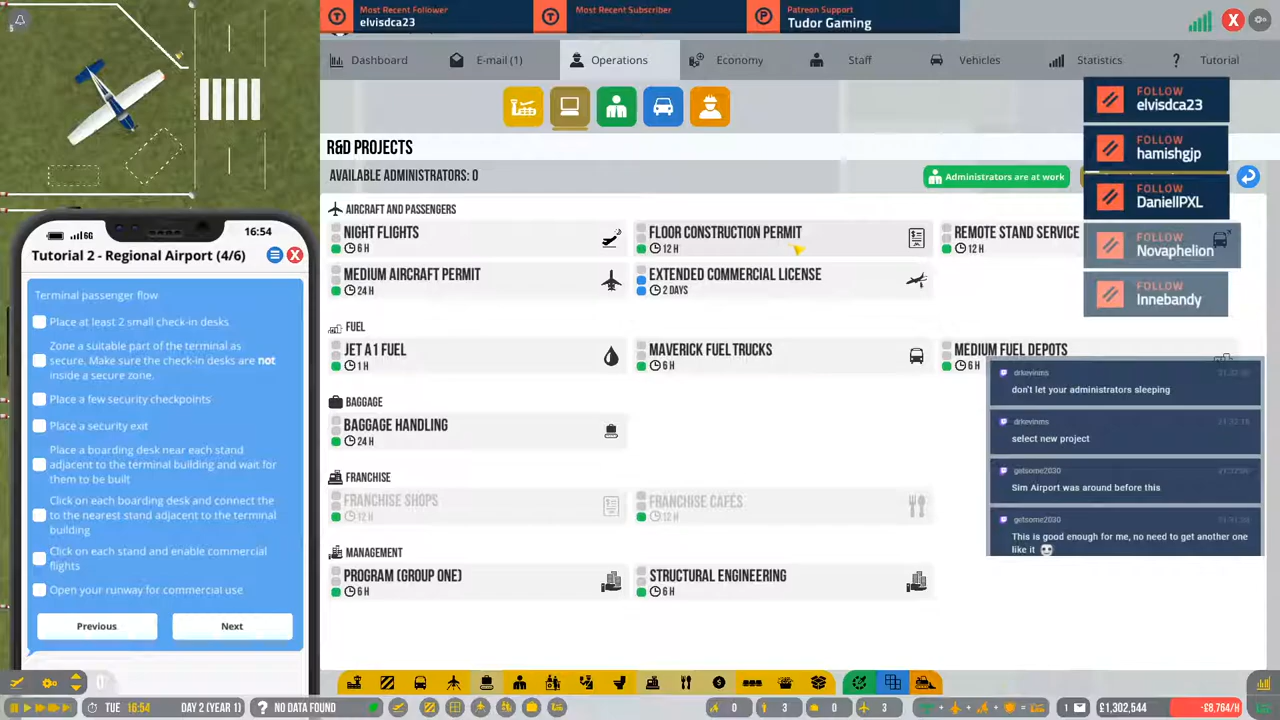 Most Recent Follower
elvisdca23
Most Recent Subscriber
Patreon Support
Tudor Gaming
Dashboard
E-mail (1)
Operations
Economy
Staff
Vehicles
Statistics
Tutorial
R&D PROJECTS
AVAILABLE ADMINISTRATORS: 0
Administrators are at work
AIRCRAFT AND PASSENGERS
NIGHT FLIGHTS
6 H
FLOOR CONSTRUCTION PERMIT
12 H
REMOTE STAND SERVICE
12 H
MEDIUM AIRCRAFT PERMIT
24 H
EXTENDED COMMERCIAL LICENSE
2 DAYS
FUEL
JET A1 FUEL
1 H
MAVERICK FUEL TRUCKS
6 H
MEDIUM FUEL DEPOTS
6 H
BAGGAGE
BAGGAGE HANDLING
24 H
FRANCHISE
FRANCHISE SHOPS
12 H
FRANCHISE CAFÉS
12 H
MANAGEMENT
PROGRAM (GROUP ONE)
6 H
STRUCTURAL ENGINEERING
6 H
FOLLOW
elvisdca23
FOLLOW
hamishgjp
FOLLOW
DaniellPXL
FOLLOW
Novaphelion
FOLLOW
Innebandy
drkevinms
don't let your administrators sleeping
drkevinms
select new project
getsome2030
Sim Airport was around before this
getsome2030
This is good enough for me, no need to get another one
like it
6G
16:54
Tutorial 2 - Regional Airport (4/6)
Terminal passenger flow
Place at least 2 small check-in desks
Zone a suitable part of the terminal as
secure. Make sure the check-in desks are not
inside a secure zone.
Place a few security checkpoints
Place a security exit
Place a boarding desk near each stand
adjacent to the terminal building and wait for
them to be built
Click on each boarding desk and connect the
to the nearest stand adjacent to the terminal
building
Click on each stand and enable commercial
flights
Open your runway for commercial use
Previous
Next
TUE 16:54
DAY 2 (YEAR 1)
? NO DATA FOUND
0
3
0
3
1
£1,302,544
-£8,764/H